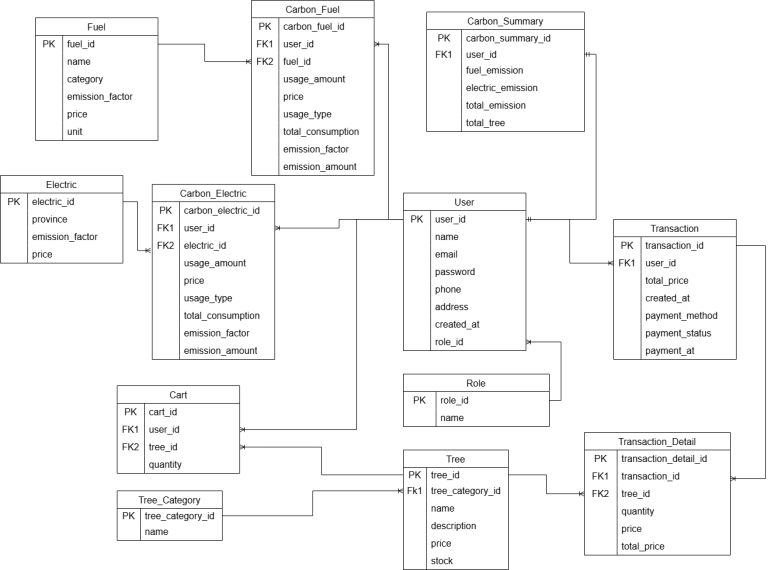 Fuel
PK fuel_id
name
category
emission_factor
price
unit
Carbon_Fuel
PK carbon_fuel_id
FK1 user_id
FK2 fuel_id
usage_amount
price
usage_type
total_consumption
emission_factor
emission_amount
Carbon_Summary
PK carbon_summary_id
FK1 user_id
fuel_emission
electric_emission
total_emission
total_tree
Electric
PK electric_id
province
emission_factor
price
Carbon_Electric
PK carbon_electric_id
FK1 user_id
FK2 electric_id
usage_amount
price
usage_type
total_consumption
emission_factor
emission_amount
User
PK user_id
name
email
password
phone
address
created_at
role_id
Transaction
PK transaction_id
FK1 user_id
total_price
created_at
payment_method
payment_status
payment_at
Cart
PK cart_id
FK1 user_id
FK2 tree_id
quantity
Role
PK role_id
name
Tree_Category
PK tree_category_id
name
Tree
PK tree_id
Fk1 tree_category_id
name
description
price
stock
Transaction_Detail
PK transaction_detail_id
FK1 transaction_id
FK2 tree_id
quantity
price
total_price